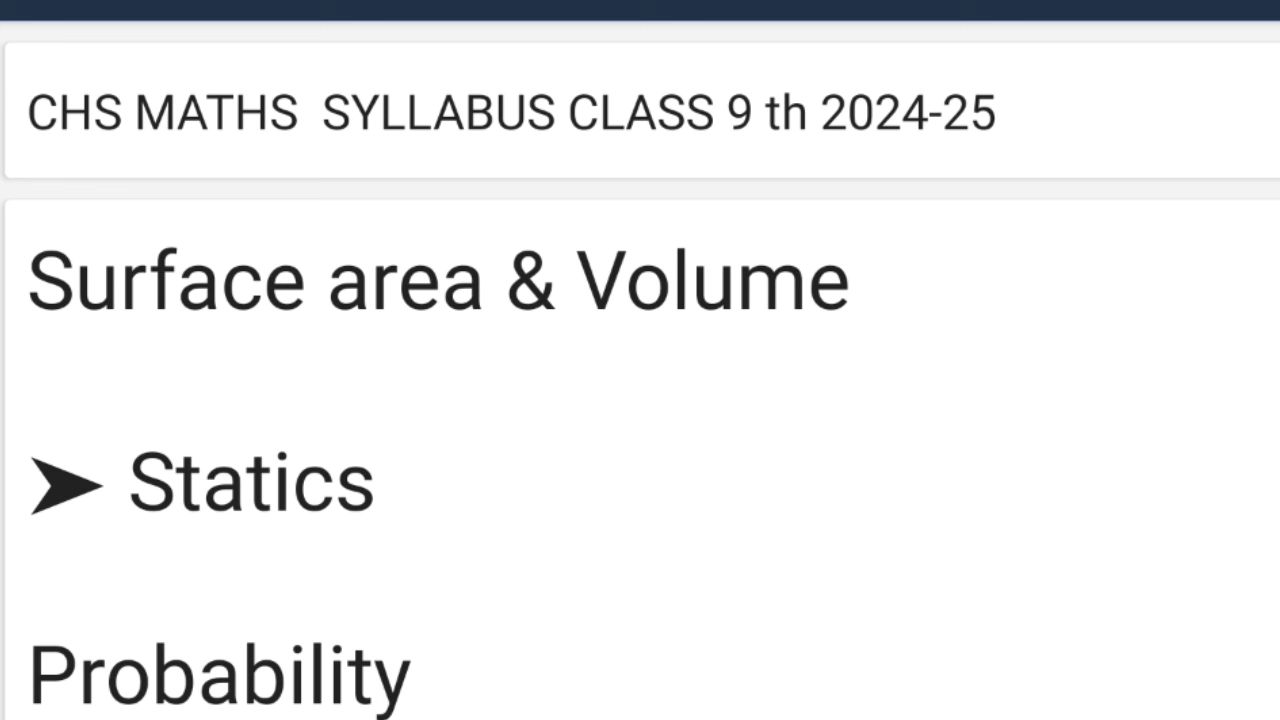 CHS MATHS  SYLLABUS CLASS 9 th 2024-25
Surface area & Volume
➤ Statics
Probability